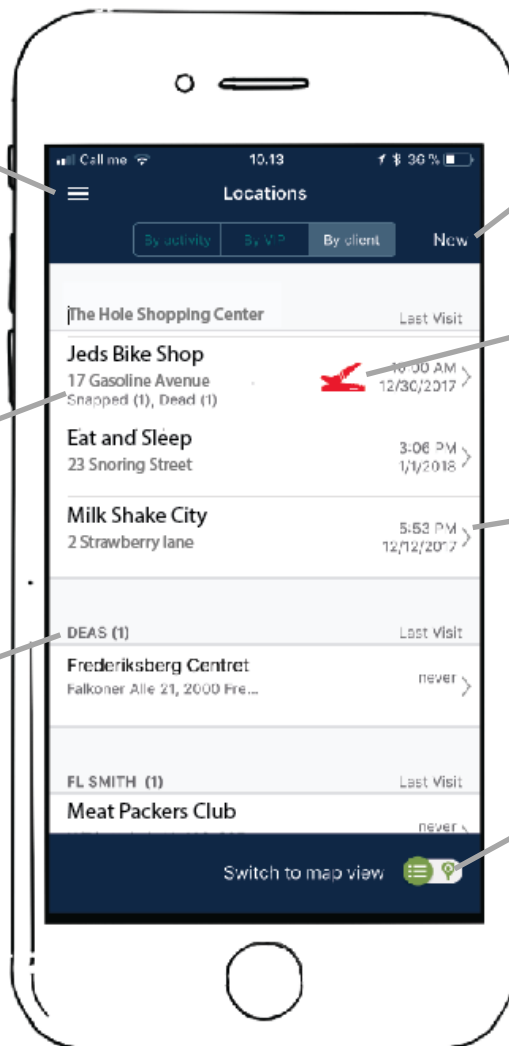 Call me 10.13 36 %
Locations
By activity By VIP By client New
The Hole Shopping Center Last Visit
Jeds Bike Shop
17 Gasoline Avenue 10:00 AM
Snapped (1), Dead (1) 12/30/2017
Eat and Sleep 3:06 PM
23 Snoring Street 1/1/2018
Milk Shake City 5:53 PM
2 Strawberry lane 12/12/2017
DEAS (1) Last Visit
Frederiksberg Centret never
Falkoner Alle 21, 2000 Fre...
FL SMITH (1) Last Visit
Meat Packers Club
never
Switch to map view